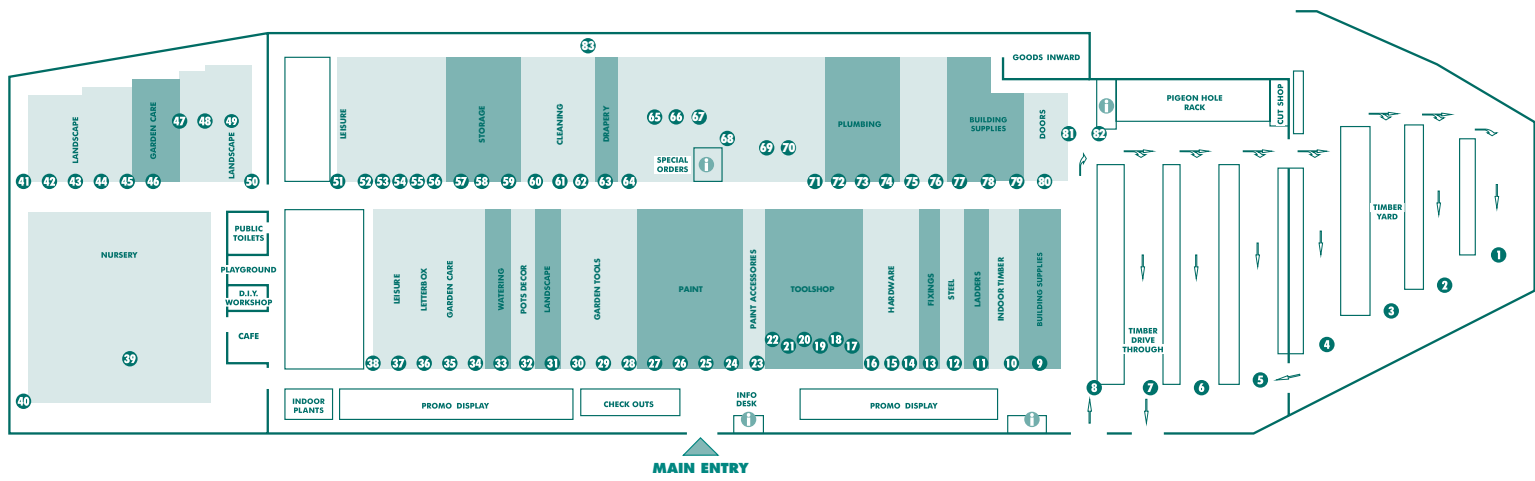 83
GOODS INWARD
PIGEON HOLE
RACK
CUT SHOP
LANDSCAPE
GARDEN CARE
47
48
49
LANDSCAPE
LEISURE
STORAGE
CLEANING
DRAPERY
65
66
67
68
69
70
SPECIAL
ORDERS
i
PLUMBING
BUILDING
SUPPLIES
DOORS
81
82
i
41
42
43
44
45
46
50
51
52
53
54
55
56
57
58
59
60
61
62
63
64
71
72
73
74
75
76
77
78
79
80
NURSERY
PUBLIC
TOILETS
PLAYGROUND
D.I.Y.
WORKSHOP
CAFE
39
40
LEISURE
LETTERBOX
GARDEN CARE
WATERING
POTS DECOR
LANDSCAPE
GARDEN TOOLS
PAINT
PAINT ACCESSORIES
TOOLSHOP
HARDWARE
FIXINGS
STEEL
LADDERS
INDOOR TIMBER
BUILDING SUPPLIES
22
21
20
19
18
17
38
37
36
35
34
33
32
31
30
29
28
27
26
25
24
23
16
15
14
13
12
11
10
9
TIMBER
YARD
TIMBER
DRIVE
THROUGH
1
2
3
4
5
6
7
8
INDOOR
PLANTS
PROMO DISPLAY
CHECK OUTS
INFO
DESK
i
PROMO DISPLAY
i
MAIN ENTRY